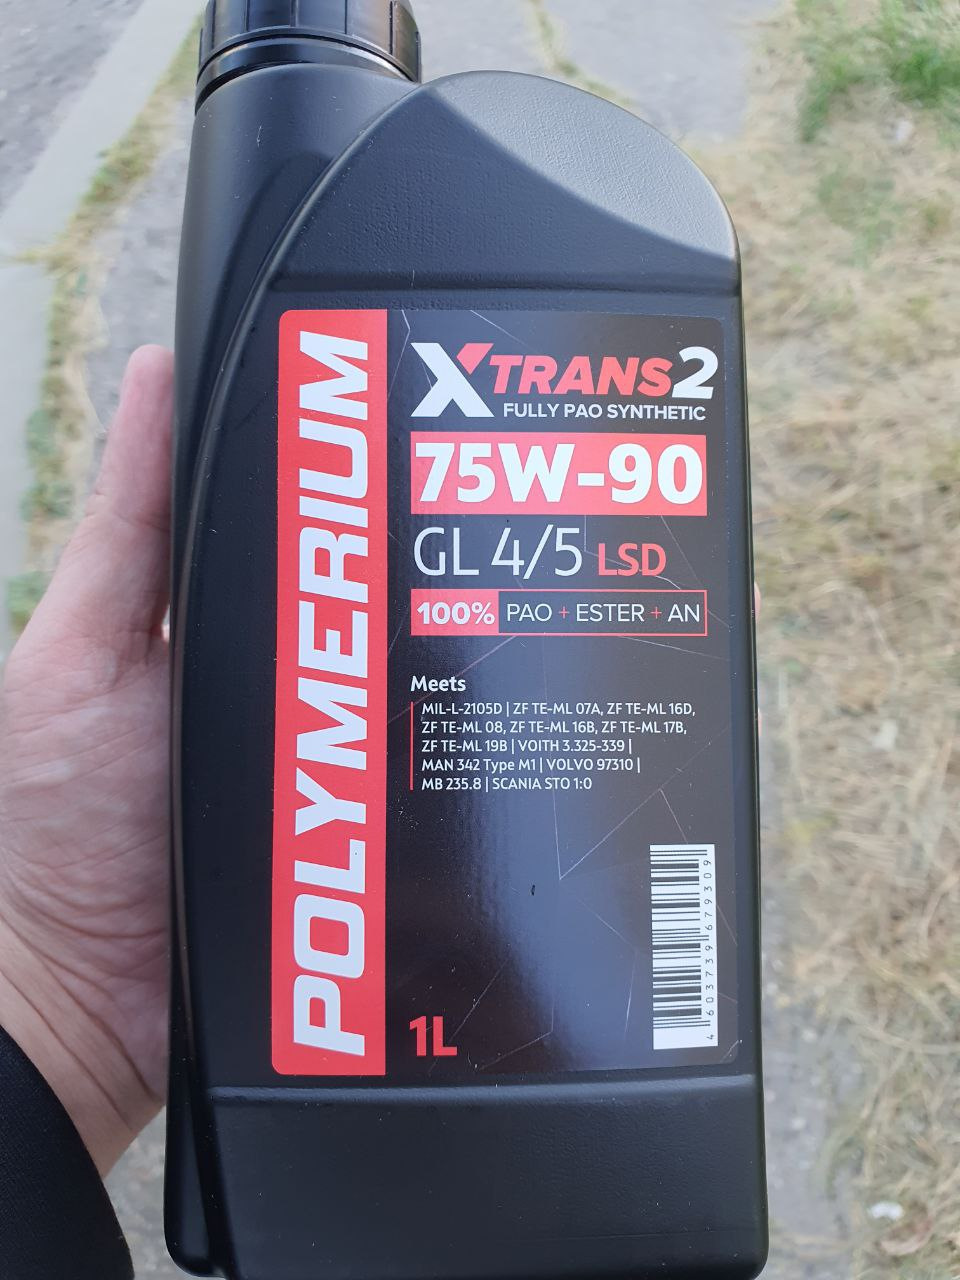 POLYMERIUM
XTRANS2
FULLY PAO SYNTHETIC
75W-90
GL 4/5 LSD
100% PAO + ESTER + AN
Meets
MIL-L-2105D | ZF TE-ML 07A, ZF TE-ML 16D,
ZF TE-ML 08, ZF TE-ML 16B, ZF TE-ML 17B,
ZF TE-ML 19B | VOITH 3.325-339 |
MAN 342 Type M1 | VOLVO 97310 |
MB 235.8 | SCANIA STO 1:0
1L
4603739679309